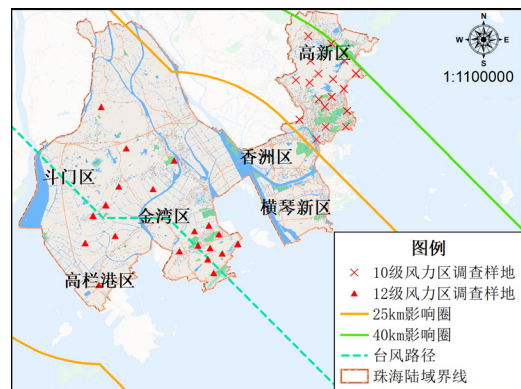 N
W
E
S
1:1100000
高新区
香洲区
斗门区
横琴新区
金湾区
高栏港区
图例
10级风力区调查样地
12级风力区调查样地
25km影响圈
40km影响圈
台风路径
珠海陆域界线